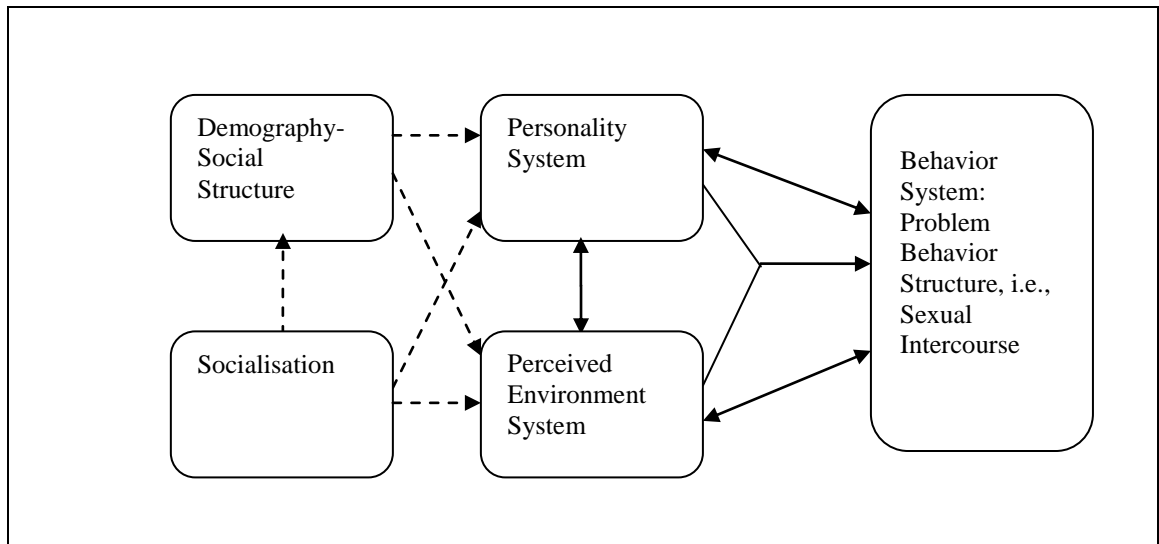 Demography-
Social
Structure
Personality
System
Behavior
System:
Problem
Behavior
Structure, i.e.,
Sexual
Intercourse
Socialisation
Perceived
Environment
System